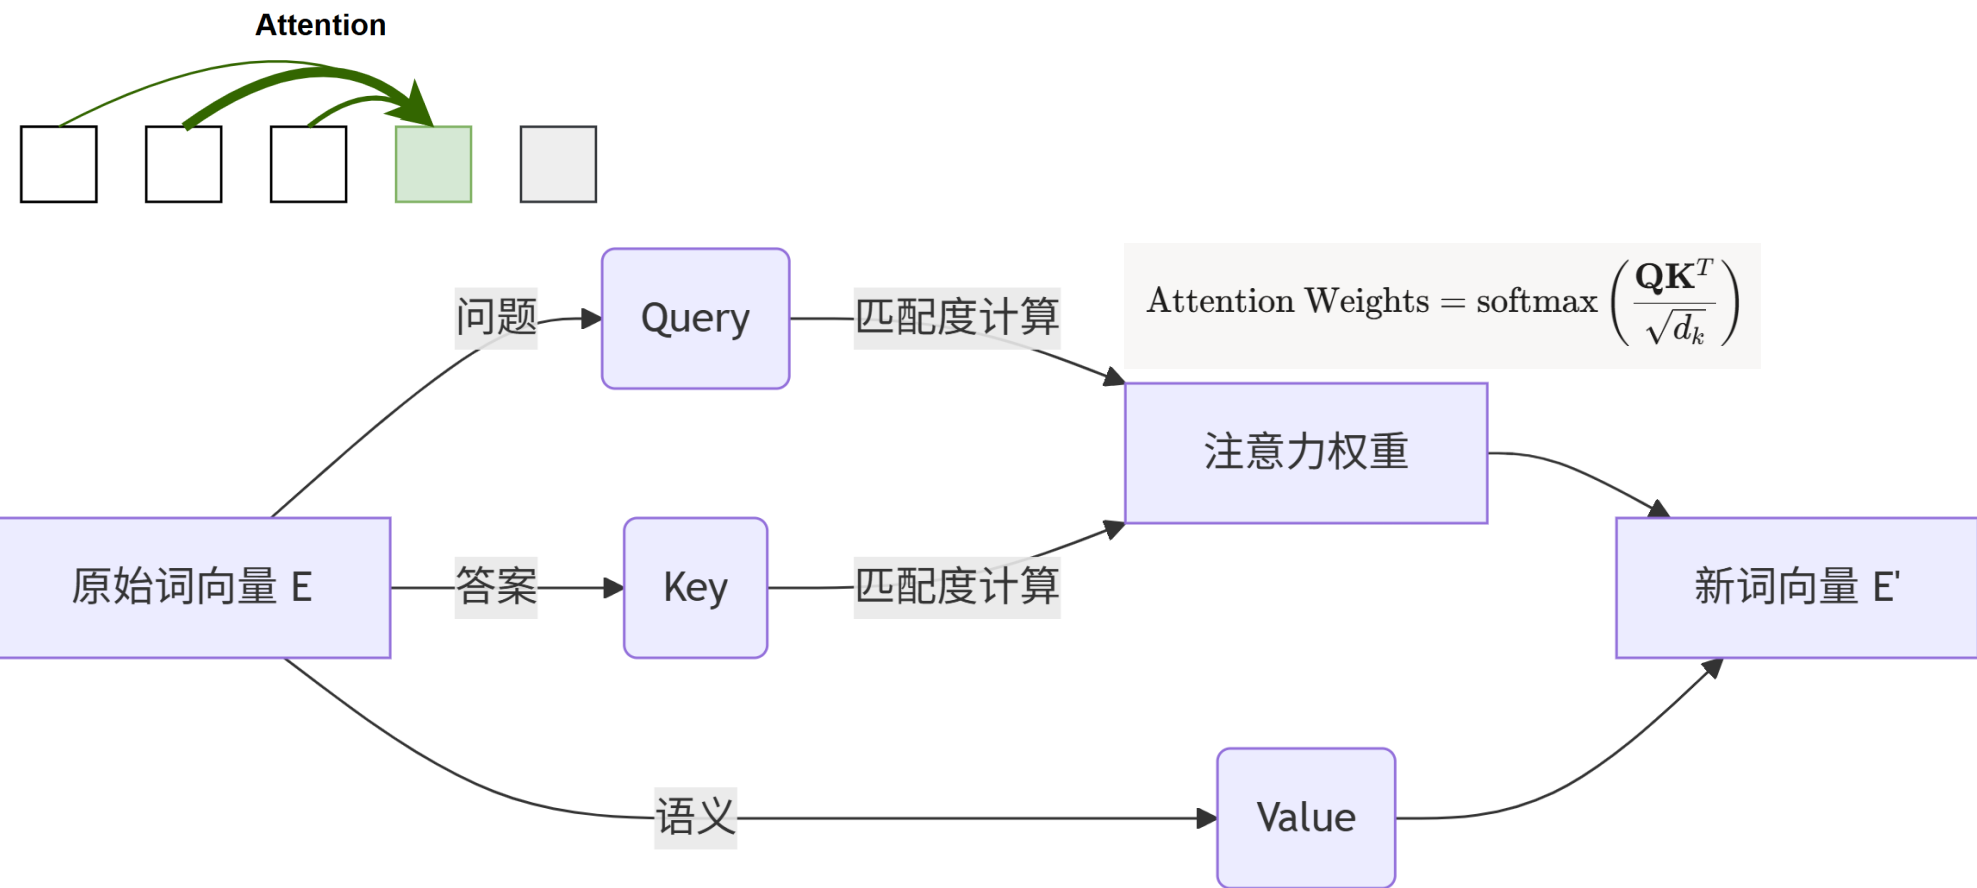 Attention
问题
Query
匹配度计算
Attention Weights = softmax(QK^T / √d_k)
注意力权重
原始词向量 E
答案
Key
匹配度计算
新词向量 E'
语义
Value